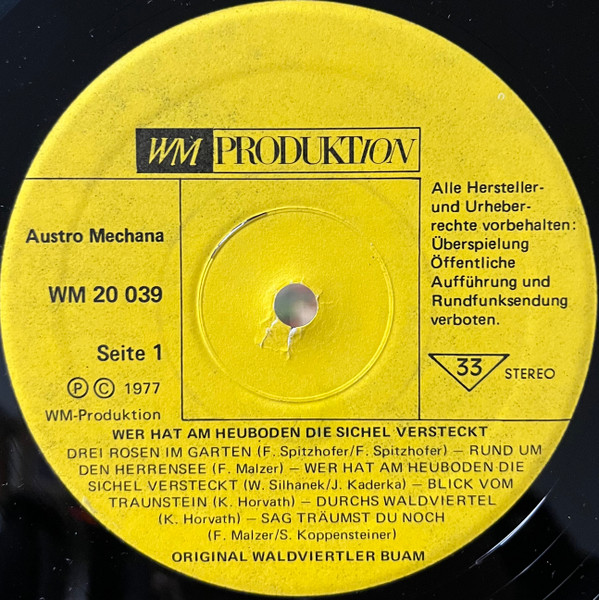 WM PRODUKTION
Austro Mechana
WM 20 039
Seite 1
Ⓟ Ⓒ 1977
WM-Produktion
Alle Hersteller-
und Urheber-
rechte vorbehalten:
Überspielung
Öffentliche
Aufführung und
Rundfunksendung
verboten.
33 STEREO
WER HAT AM HEUBODEN DIE SICHEL VERSTECKT
DREI ROSEN IM GARTEN (F. Spitzhofer/F. Spitzhofer) – RUND UM
DEN HERRENSEE (F. Malzer) – WER HAT AM HEUBODEN DIE
SICHEL VERSTECKT (W. Silhanek/J. Kaderka) – BLICK VOM
TRAUNSTEIN (K. Horvath) – DURCHS WALDVIERTEL
(K. Horvath) – SAG TRÄUMST DU NOCH
(F. Malzer/S. Koppensteiner)
ORIGINAL WALDVIERTLER BUAM